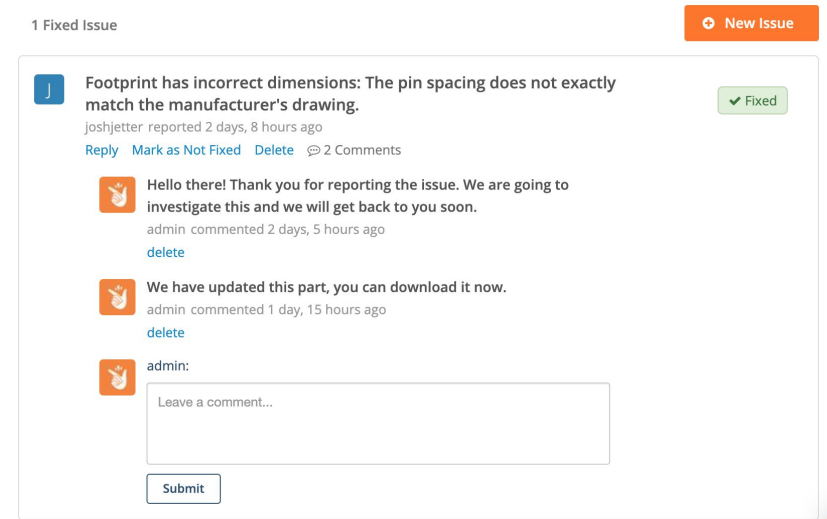 1 Fixed Issue
New Issue
J
Footprint has incorrect dimensions: The pin spacing does not exactly
match the manufacturer's drawing.
Fixed
joshjetter reported 2 days, 8 hours ago
Reply Mark as Not Fixed Delete 2 Comments
Hello there! Thank you for reporting the issue. We are going to
investigate this and we will get back to you soon.
admin commented 2 days, 5 hours ago
delete
We have updated this part, you can download it now.
admin commented 1 day, 15 hours ago
delete
admin:
Leave a comment...
Submit